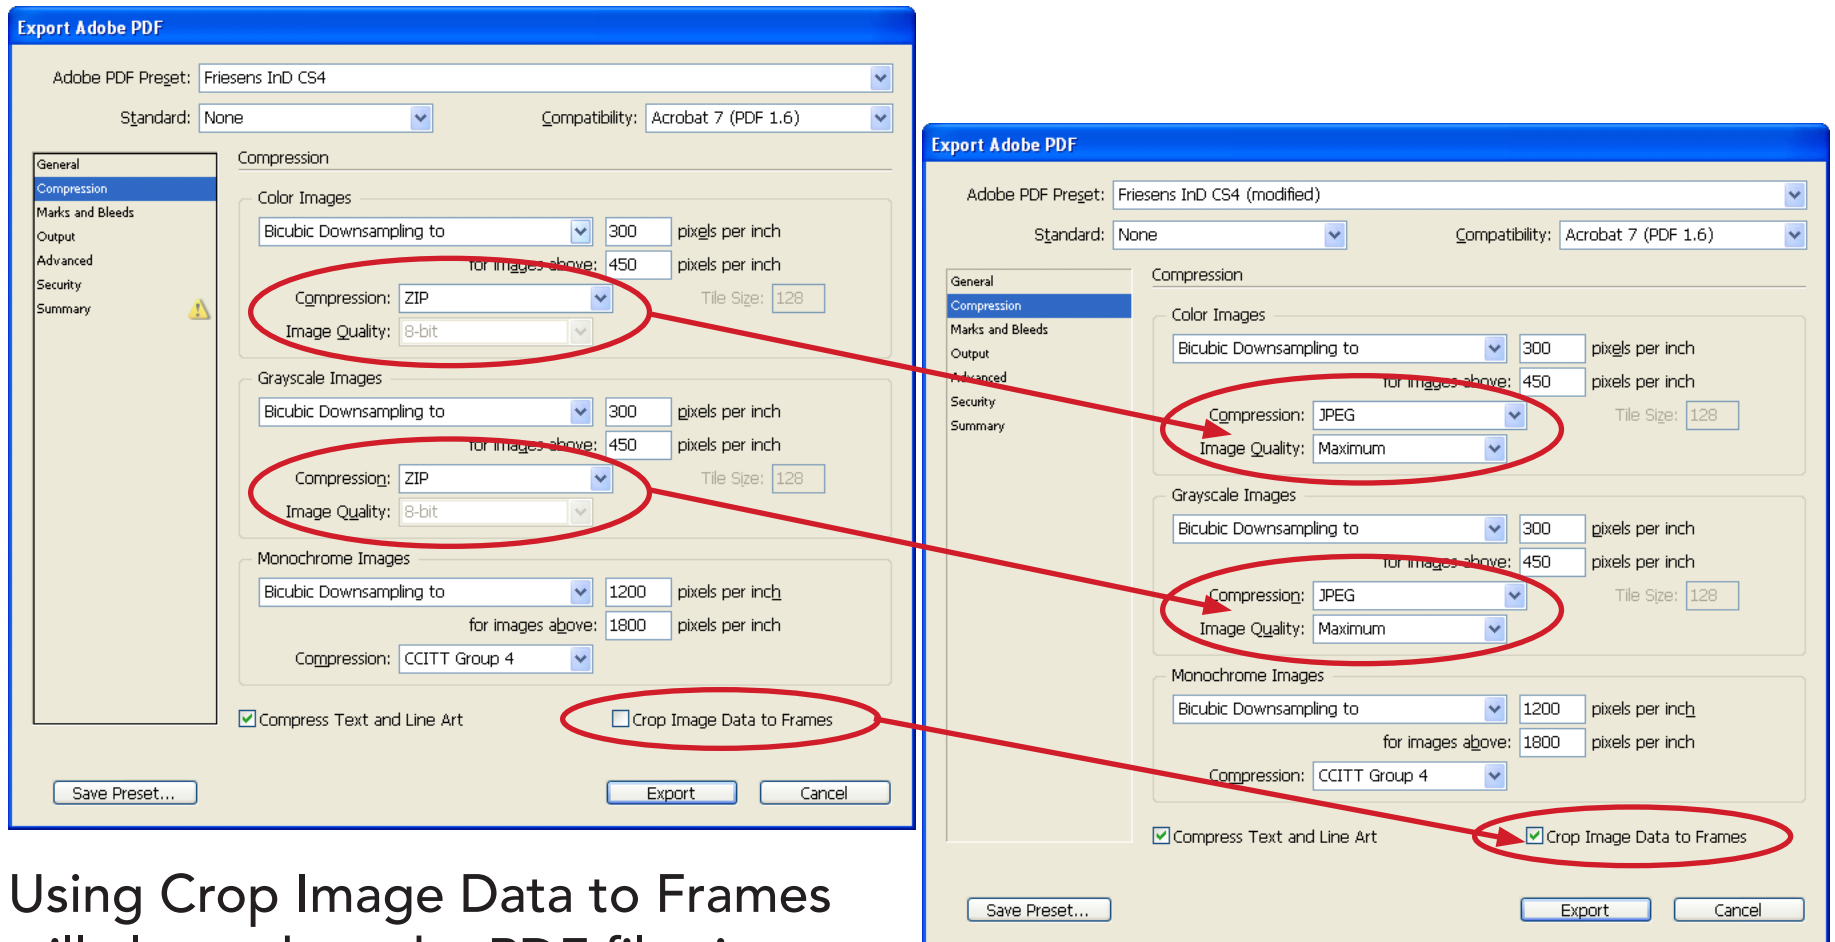 Export Adobe PDF
Adobe PDF Preset: Friesens InD CS4
Standard: None Compatibility: Acrobat 7 (PDF 1.6)
General
Compression
Marks and Bleeds
Output
Advanced
Security
Summary
Compression
Color Images
Bicubic Downsampling to 300 pixels per inch
for images above: 450 pixels per inch
Compression: ZIP Tile Size: 128
Image Quality: 8-bit
Grayscale Images
Bicubic Downsampling to 300 pixels per inch
for images above: 450 pixels per inch
Compression: ZIP Tile Size: 128
Image Quality: 8-bit
Monochrome Images
Bicubic Downsampling to 1200 pixels per inch
for images above: 1800 pixels per inch
Compression: CCITT Group 4
Compress Text and Line Art Crop Image Data to Frames
Save Preset... Export Cancel
Export Adobe PDF
Adobe PDF Preset: Friesens InD CS4 (modified)
Standard: None Compatibility: Acrobat 7 (PDF 1.6)
General
Compression
Marks and Bleeds
Output
Advanced
Security
Summary
Compression
Color Images
Bicubic Downsampling to 300 pixels per inch
for images above: 450 pixels per inch
Compression: JPEG Tile Size: 128
Image Quality: Maximum
Grayscale Images
Bicubic Downsampling to 300 pixels per inch
for images above: 450 pixels per inch
Compression: JPEG Tile Size: 128
Image Quality: Maximum
Monochrome Images
Bicubic Downsampling to 1200 pixels per inch
for images above: 1800 pixels per inch
Compression: CCITT Group 4
Compress Text and Line Art Crop Image Data to Frames
Save Preset... Export Cancel
Using Crop Image Data to Frames
PDF